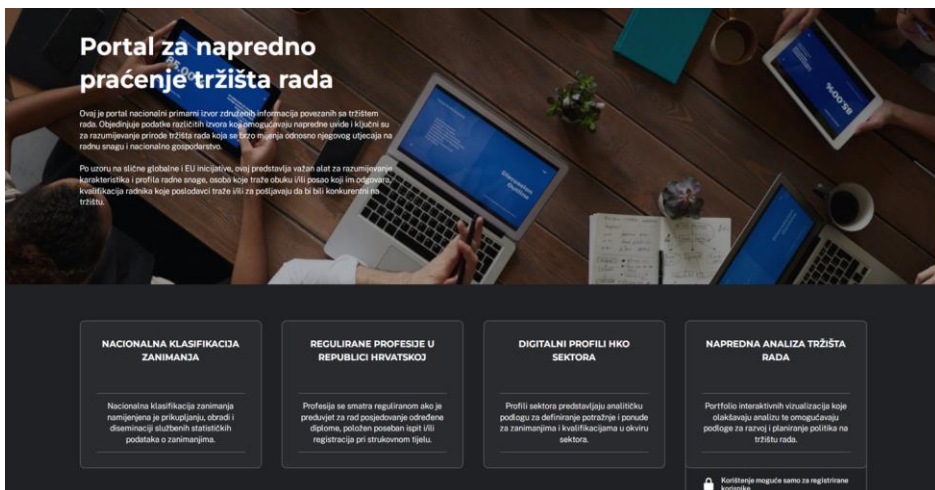 Portal za napredno
praćenje tržišta rada
Ovaj je portal nacionalni primarni izvor združenih informacija povezanih sa tržištem
rada. Objedinjuje podatke različitih izvora koji omogućavaju napredne uvide i ključni su
za razumijevanje prirode tržišta rada koja se brzo mijenja odnosno njegovog utjecaja na
radnu snagu i nacionalno gospodarstvo.
Po uzoru na slične globalne i EU inicijative, ovaj predstavlja važan alat za razumijevanje
karakteristika i profila radne snage, osoba koje traže obuku i/ili posao koji im odgovara,
kvalifikacija radnika koje poslodavci traže i/ili za pošljavaju da bi bili konkurentni na
tržištu.
85.00%
85.00%
Discussion
Outline
NACIONALNA KLASIFIKACIJA
ZANIMANJA
Nacionalna klasifikacija zanimanja
namijenjena je prikupljanju, obradi i
diseminaciji službenih statističkih
podataka o zanimanjima.
REGULIRANE PROFESIJE U
REPUBLICI HRVATSKOJ
Profesija se smatra reguliranom ako je
preduvjet za rad posjedovanje određene
diplome, položen poseban ispit i/ili
registracija pri strukovnom tijelu.
DIGITALNI PROFILI HKO
SEKTORA
Profili sektora predstavljaju analitičku
podlogu za definiranje potražnje i ponude
za zanimanjima i kvalifikacijama u okviru
sektora.
NAPREDNA ANALIZA TRŽIŠTA
RADA
Portfolio interaktivnih vizualizacija koje
olakšavaju analizu te omogućavaju
podloge za razvoj i planiranje politika na
tržištu rada.
Korištenje moguće samo za registrirane
korisnike